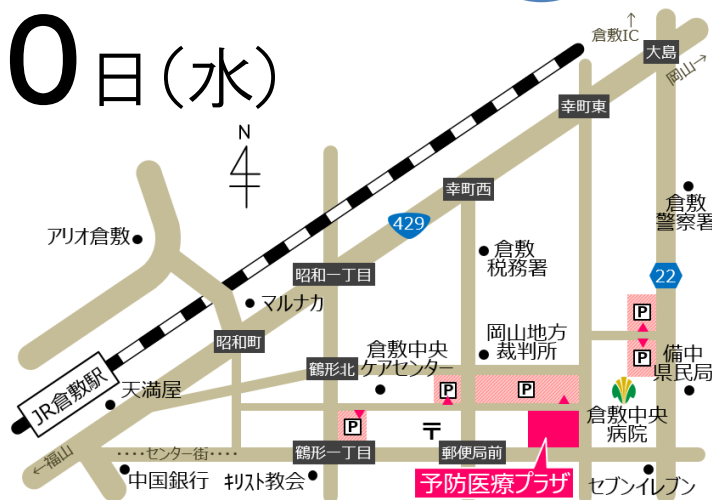 0日(水)
↑
倉敷IC
大島
岡山→
幸町東
N
幸町西
429
倉敷
警察署
アリオ倉敷
倉敷
税務署
昭和一丁目
22
マルナカ
P
昭和町
岡山地方
裁判所
倉敷中央
ケアセンター
鶴形北
P
備中
県民局
JR倉敷駅
天満屋
P
P
倉敷中央
病院
P
〒
←福山
‥‥センター街‥‥
鶴形一丁目
郵便局前
中国銀行
キリスト教会
予防医療プラザ
セブンイレブン